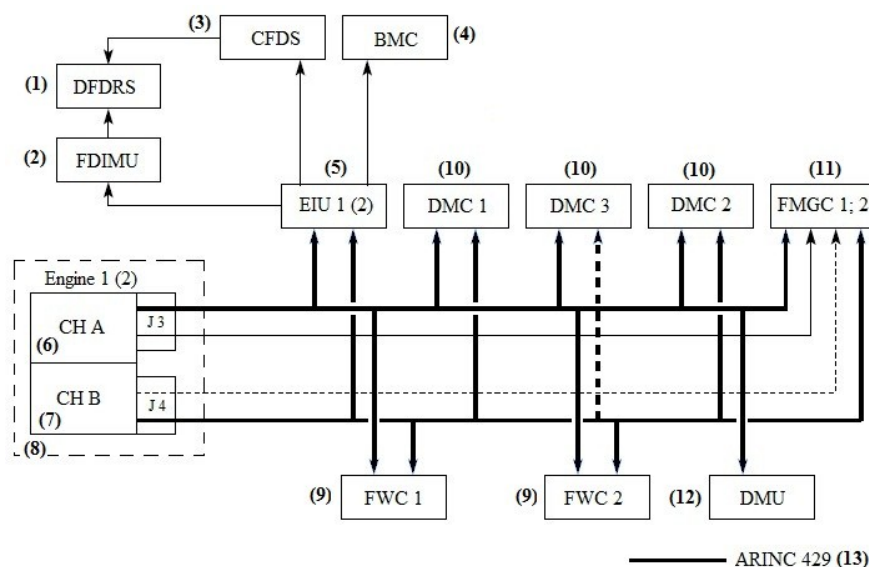 (3) CFDS BMC (4)
(1) DFDRS
(2) FDIMU
(5) (10) (10) (10) (11)
EIU 1 (2) DMC 1 DMC 3 DMC 2 FMGC 1; 2
Engine 1 (2)
CH A J 3
(6)
CH B J 4
(7)
(8)
(9) FWC 1 (9) FWC 2 (12) DMU
ARINC 429 (13)